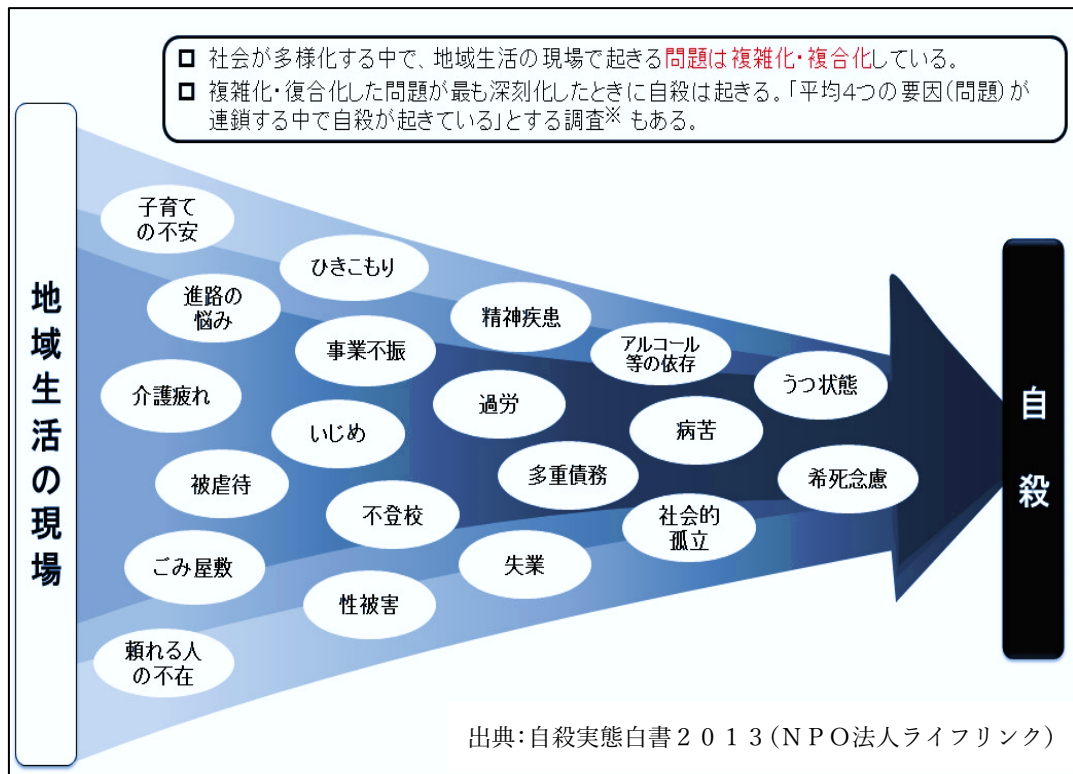 □ 社会が多様化する中で、地域生活の現場で起きる問題は複雑化・複合化している。
□ 複雑化・復合化した問題が最も深刻化したときに自殺は起きる。「平均4つの要因(問題)が
連鎖する中で自殺が起きている」とする調査※ もある。
地域生活の現場
子育て
の不安
ひきこもり
進路の
悩み
精神疾患
事業不振
アルコール
等の依存
うつ状態
介護疲れ
過労
いじめ
病苦
被虐待
多重債務
希死念慮
不登校
社会的
孤立
ごみ屋敷
失業
性被害
頼れる人
の不在
自殺
出典:自殺実態白書2013(NPO法人ライフリンク)